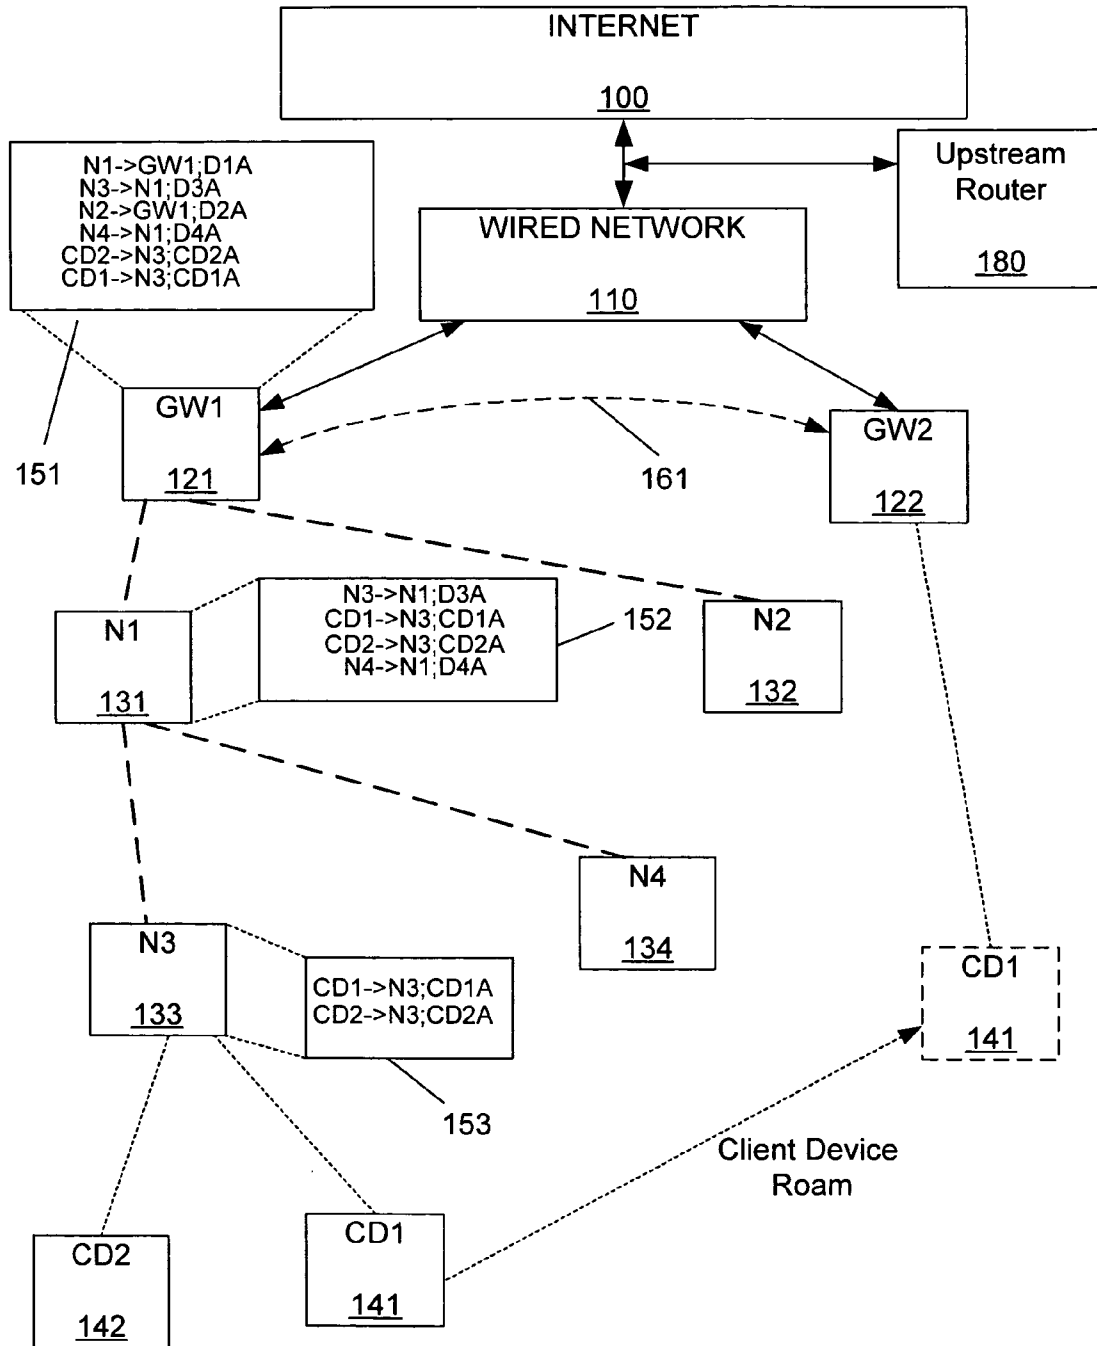 INTERNET
100
N1->GW1;D1A
N3->N1;D3A
N2->GW1;D2A
N4->N1;D4A
CD2->N3;CD2A
CD1->N3;CD1A
Upstream
Router
180
WIRED NETWORK
110
GW1
121
151
161
GW2
122
N1
131
N3->N1;D3A
CD1->N3;CD1A
CD2->N3;CD2A
N4->N1;D4A
152
N2
132
N4
134
N3
133
CD1->N3;CD1A
CD2->N3;CD2A
153
CD1
141
Client Device
Roam
CD2
142
CD1
141